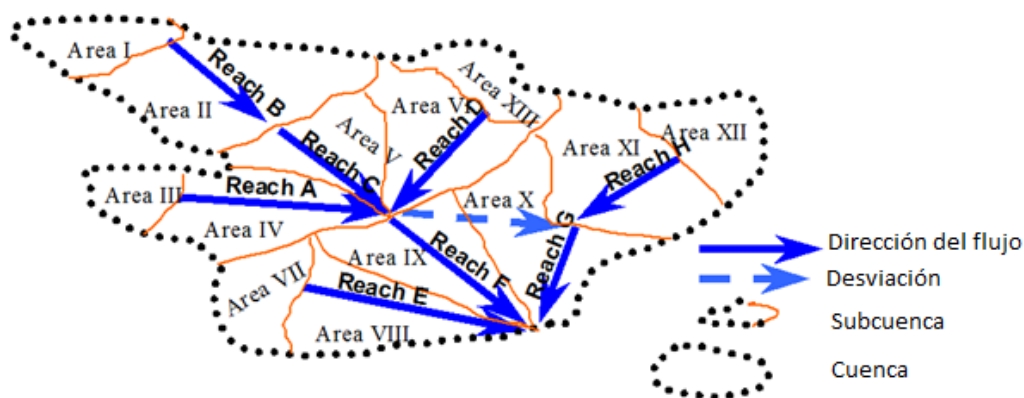 Area I
Reach B
Area II
Area V
Area VI
Area XIII
Reach D
Reach C
Area XI
Area XII
Reach H
Area III
Reach A
Area IV
Area X
Reach G
Area IX
Reach F
Area VII
Reach E
Area VIII
Dirección del flujo
Desviación
Subcuenca
Cuenca